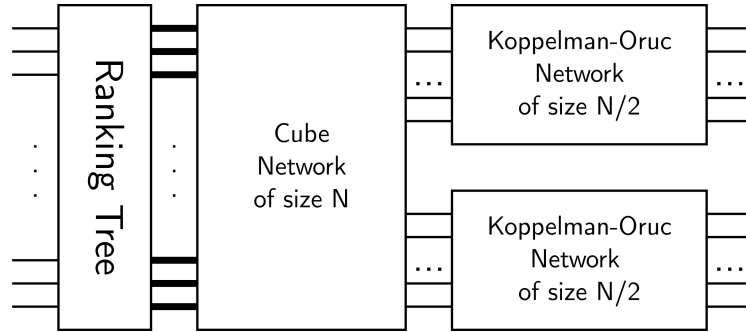 Ranking Tree
Cube
Network
of size N
Koppelman-Oruc
Network
of size N/2
Koppelman-Oruc
Network
of size N/2